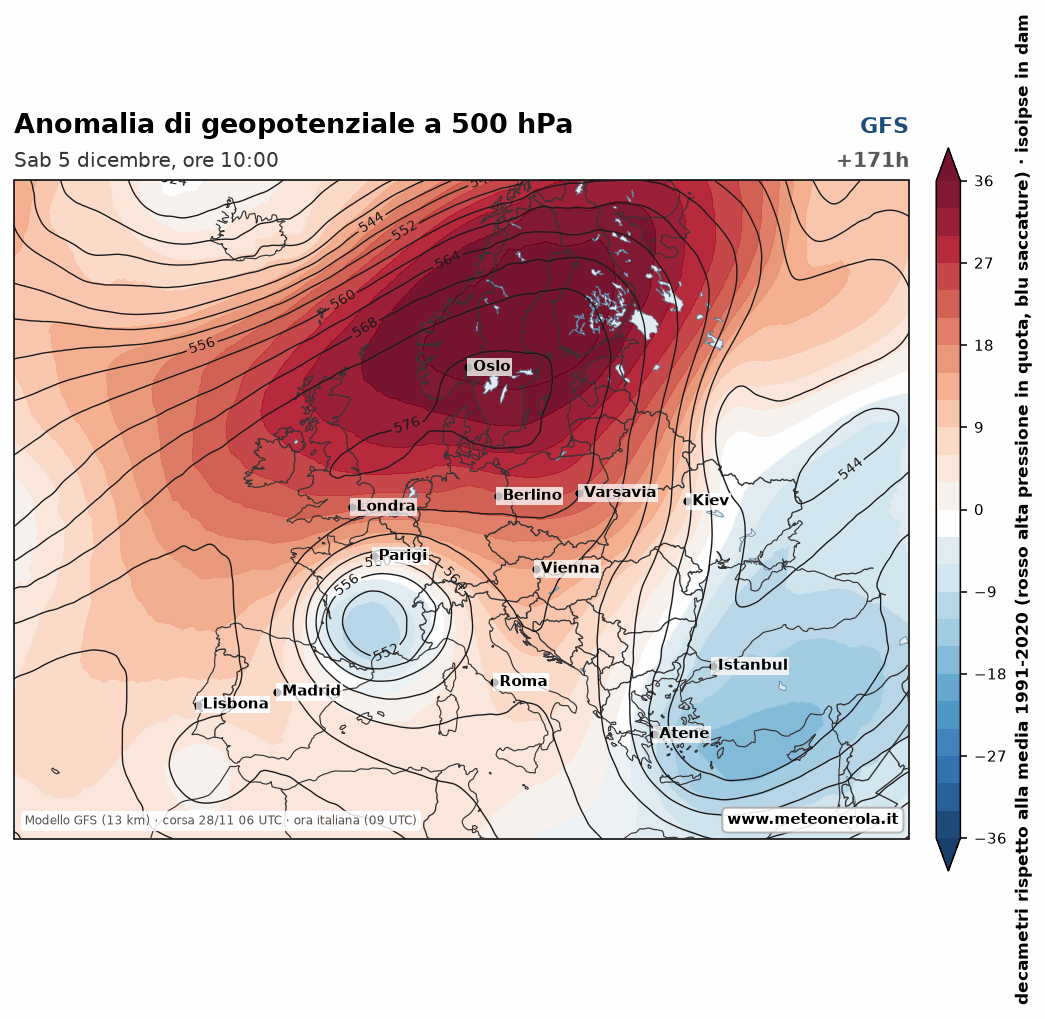 Anomalia di geopotenziale a 500 hPa
GFS
Sab 5 dicembre, ore 10:00
+171h
544
552
564
560
568
556
576
Oslo
544
Berlino
Varsavia
Kiev
Londra
Parigi
Vienna
556
564
552
Istanbul
Roma
Madrid
Lisbona
Atene
Modello GFS (13 km) · corsa 28/11 06 UTC · ora italiana (09 UTC)
www.meteonerola.it
36
27
18
9
0
−9
−18
−27
−36
decametri rispetto alla media 1991-2020 (rosso alta pressione in quota, blu saccature) · isoipse in dam